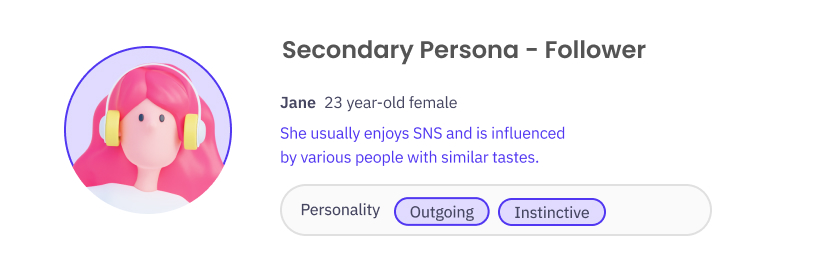 Secondary Persona - Follower
Jane 23 year-old female
She usually enjoys SNS and is influenced
by various people with similar tastes.
Personality Outgoing Instinctive